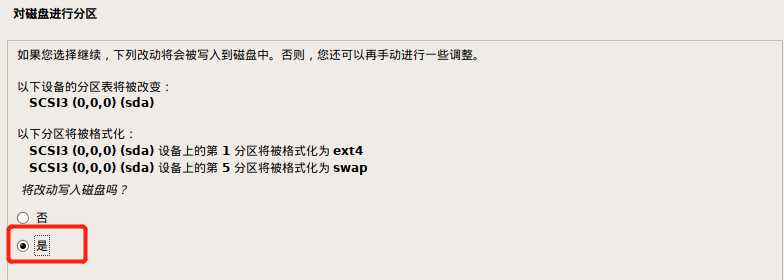 对磁盘进行分区
如果您选择继续，下列改动将会被写入到磁盘中。否则，您还可以再手动进行一些调整。
以下设备的分区表将被改变：
SCSI3 (0,0,0) (sda)
以下分区将被格式化：
SCSI3 (0,0,0) (sda) 设备上的第 1 分区将被格式化为 ext4
SCSI3 (0,0,0) (sda) 设备上的第 5 分区将被格式化为 swap
将改动写入磁盘吗？
否
是